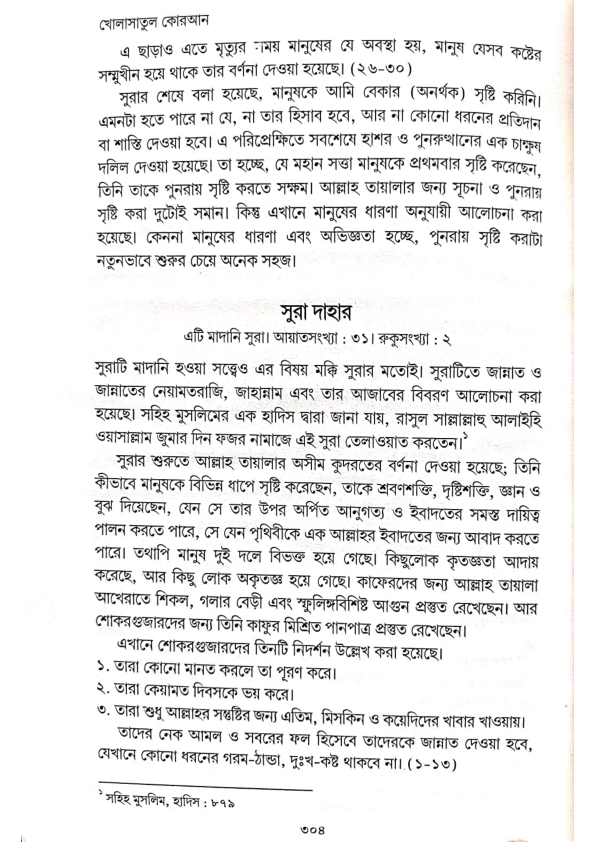 খোলাসাতুল কোরআন
এ ছাড়াও এতে মৃত্যুর সময় মানুষের যে অবস্থা হয়, মানুষ যেসব কষ্টের
সম্মুখীন হয়ে থাকে তার বর্ণনা দেওয়া হয়েছে। (২৬-৩০)
সুরার শেষে বলা হয়েছে, মানুষকে আমি বেকার (অনর্থক) সৃষ্টি করিনি।
এমনটা হতে পারে না যে, না তার হিসাব হবে, আর না কোনো ধরনের প্রতিদান
বা শাস্তি দেওয়া হবে। এ পরিপ্রেক্ষিতে সবশেষে হাশর ও পুনরুত্থানের এক চাক্ষুষ
দলিল দেওয়া হয়েছে। তা হচ্ছে, যে মহান সত্তা মানুষকে প্রথমবার সৃষ্টি করেছেন,
তিনি তাকে পুনরায় সৃষ্টি করতে সক্ষম। আল্লাহ তায়ালার জন্য সূচনা ও পুনরায়
সৃষ্টি করা দুটোই সমান। কিন্তু এখানে মানুষের ধারণা অনুযায়ী আলোচনা করা
হয়েছে। কেননা মানুষের ধারণা এবং অভিজ্ঞতা হচ্ছে, পুনরায় সৃষ্টি করাটা
নতুনভাবে শুরুর চেয়ে অনেক সহজ।
সুরা দাহার
এটি মাদানি সুরা। আয়াতসংখ্যা : ৩১। রুকুসংখ্যা : ২
সুরাটি মাদানি হওয়া সত্ত্বেও এর বিষয় মক্কি সুরার মতোই। সুরাটিতে জান্নাত ও
জান্নাতের নেয়ামতরাজি, জাহান্নাম এবং তার আজাবের বিবরণ আলোচনা করা
হয়েছে। সহিহ মুসলিমের এক হাদিস দ্বারা জানা যায়, রাসুল সাল্লাল্লাহু আলাইহি
ওয়াসাল্লাম জুমার দিন ফজর নামাজে এই সুরা তেলাওয়াত করতেন।¹
সুরার শুরুতে আল্লাহ তায়ালার অসীম কুদরতের বর্ণনা দেওয়া হয়েছে; তিনি
কীভাবে মানুষকে বিভিন্ন ধাপে সৃষ্টি করেছেন, তাকে শ্রবণশক্তি, দৃষ্টিশক্তি, জ্ঞান ও
বুঝ দিয়েছেন, যেন সে তার উপর অর্পিত আনুগত্য ও ইবাদতের সমস্ত দায়িত্ব
পালন করতে পারে, সে যেন পৃথিবীকে এক আল্লাহর ইবাদতের জন্য আবাদ করতে
পারে। তথাপি মানুষ দুই দলে বিভক্ত হয়ে গেছে। কিছুলোক কৃতজ্ঞতা আদায়
করেছে, আর কিছু লোক অকৃতজ্ঞ হয়ে গেছে। কাফেরদের জন্য আল্লাহ তায়ালা
আখেরাতে শিকল, গলার বেড়ী এবং স্ফুলিঙ্গবিশিষ্ট আগুন প্রস্তুত রেখেছেন। আর
শোকরগুজারদের জন্য তিনি কাফুর মিশ্রিত পানপাত্র প্রস্তুত রেখেছেন।
এখানে শোকরগুজারদের তিনটি নিদর্শন উল্লেখ করা হয়েছে।
১. তারা কোনো মানত করলে তা পূরণ করে।
২. তারা কেয়ামত দিবসকে ভয় করে।
৩. তারা শুধু আল্লাহর সন্তুষ্টির জন্য এতিম, মিসকিন ও কয়েদিদের খাবার খাওয়ায়।
তাদের নেক আমল ও সবরের ফল হিসেবে তাদেরকে জান্নাত দেওয়া হবে,
যেখানে কোনো ধরনের গরম-ঠান্ডা, দুঃখ-কষ্ট থাকবে না। (১-১৩)
¹ সহিহ মুসলিম, হাদিস : ৮৭৯
৩০৪